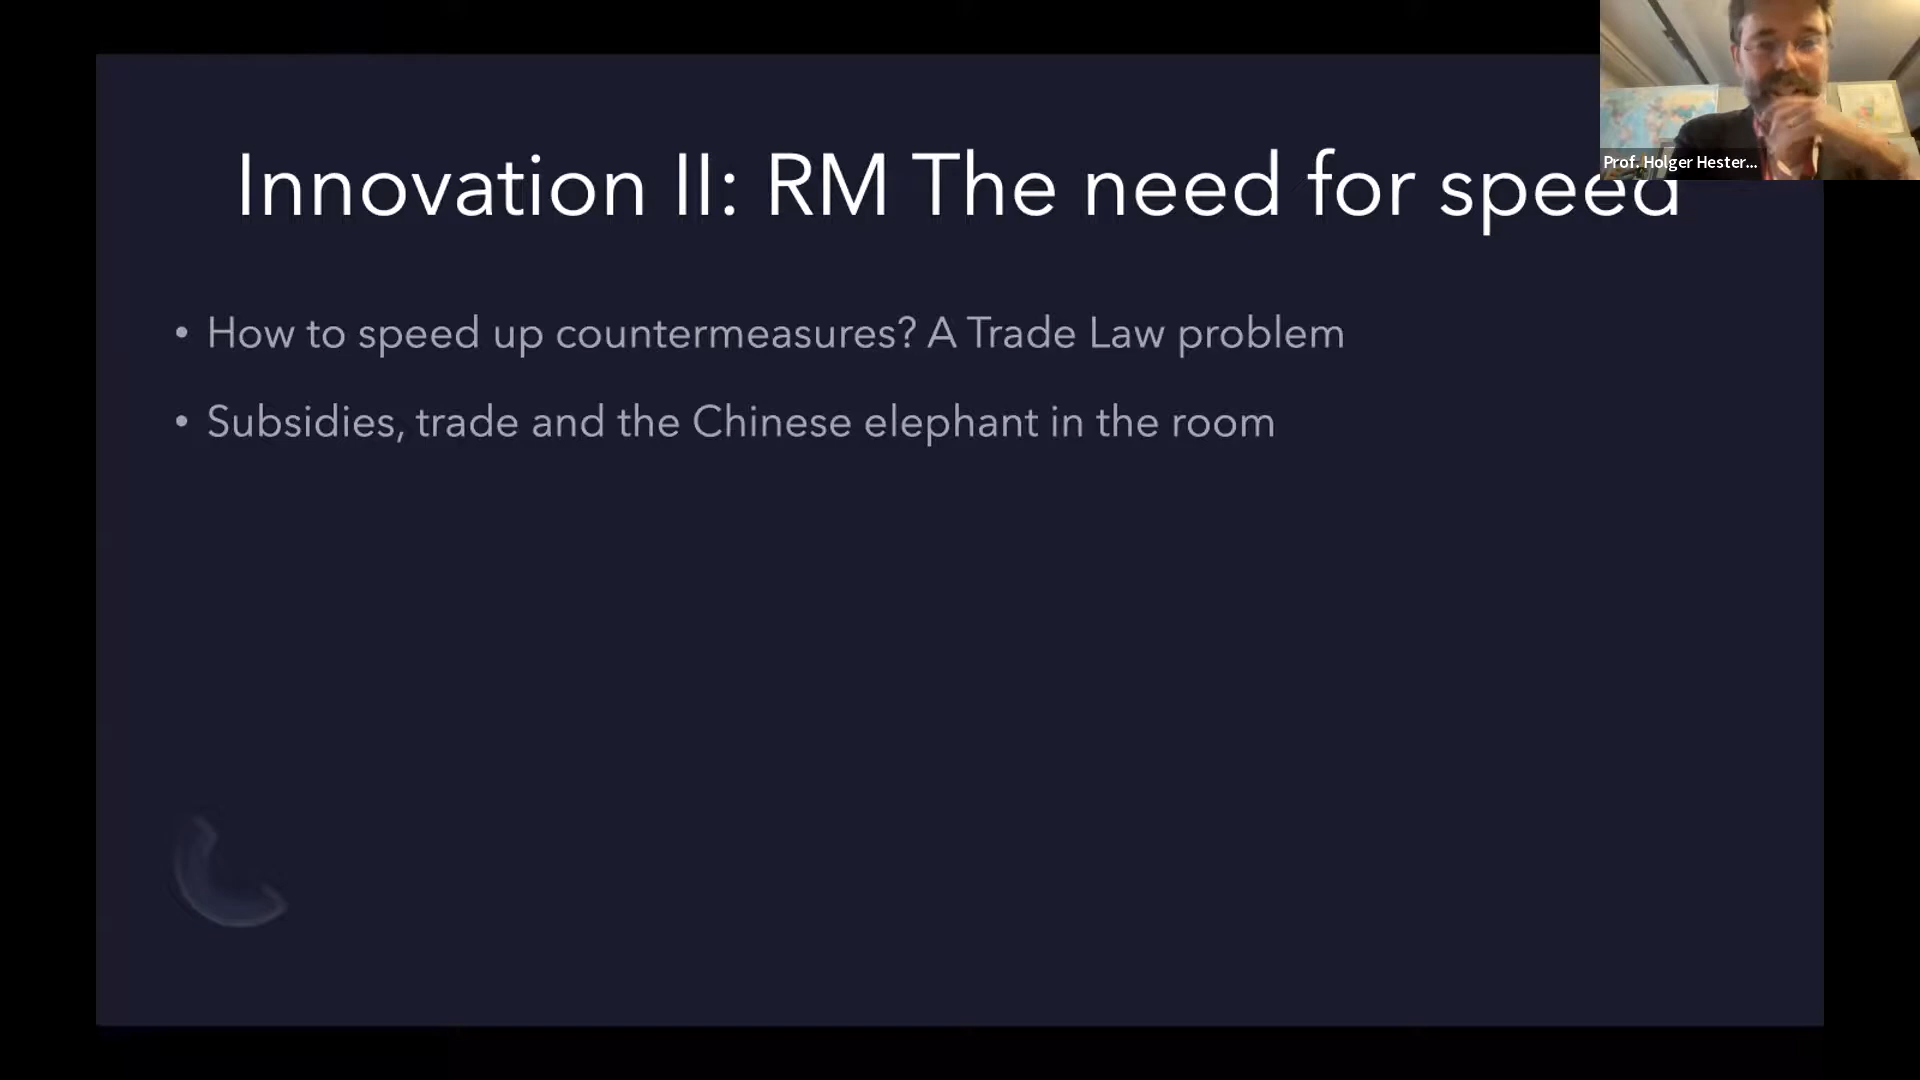 Innovation II: RM The need for speed
• How to speed up countermeasures? A Trade Law problem
• Subsidies, trade and the Chinese elephant in the room
Prof. Holger Hester...